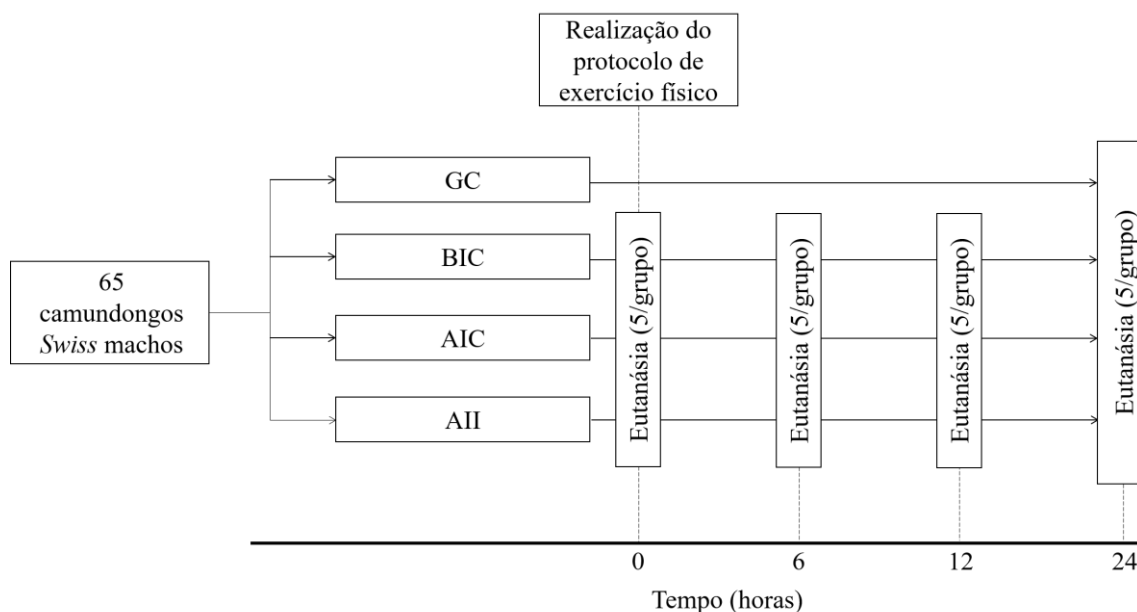 Realização do
protocolo de
exercício físico
65
camundongos
Swiss machos
GC
BIC
AIC
AII
Eutanásia (5/grupo)
Eutanásia (5/grupo)
Eutanásia (5/grupo)
Eutanásia (5/grupo)
0
6
12
24
Tempo (horas)